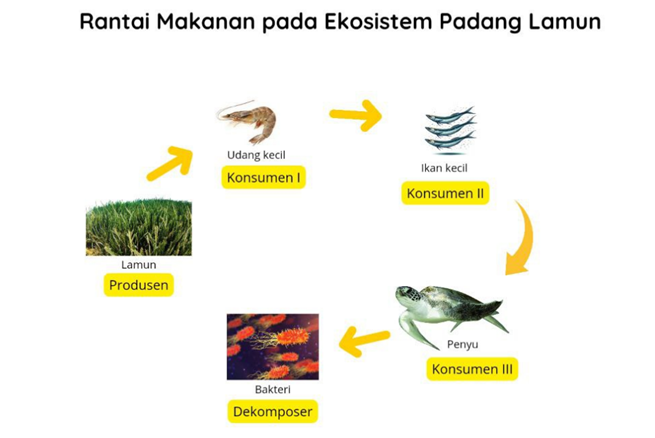 Rantai Makanan pada Ekosistem Padang Lamun
Udang kecil
Konsumen I
Ikan kecil
Konsumen II
Lamun
Produsen
Penyu
Konsumen III
Bakteri
Dekomposer